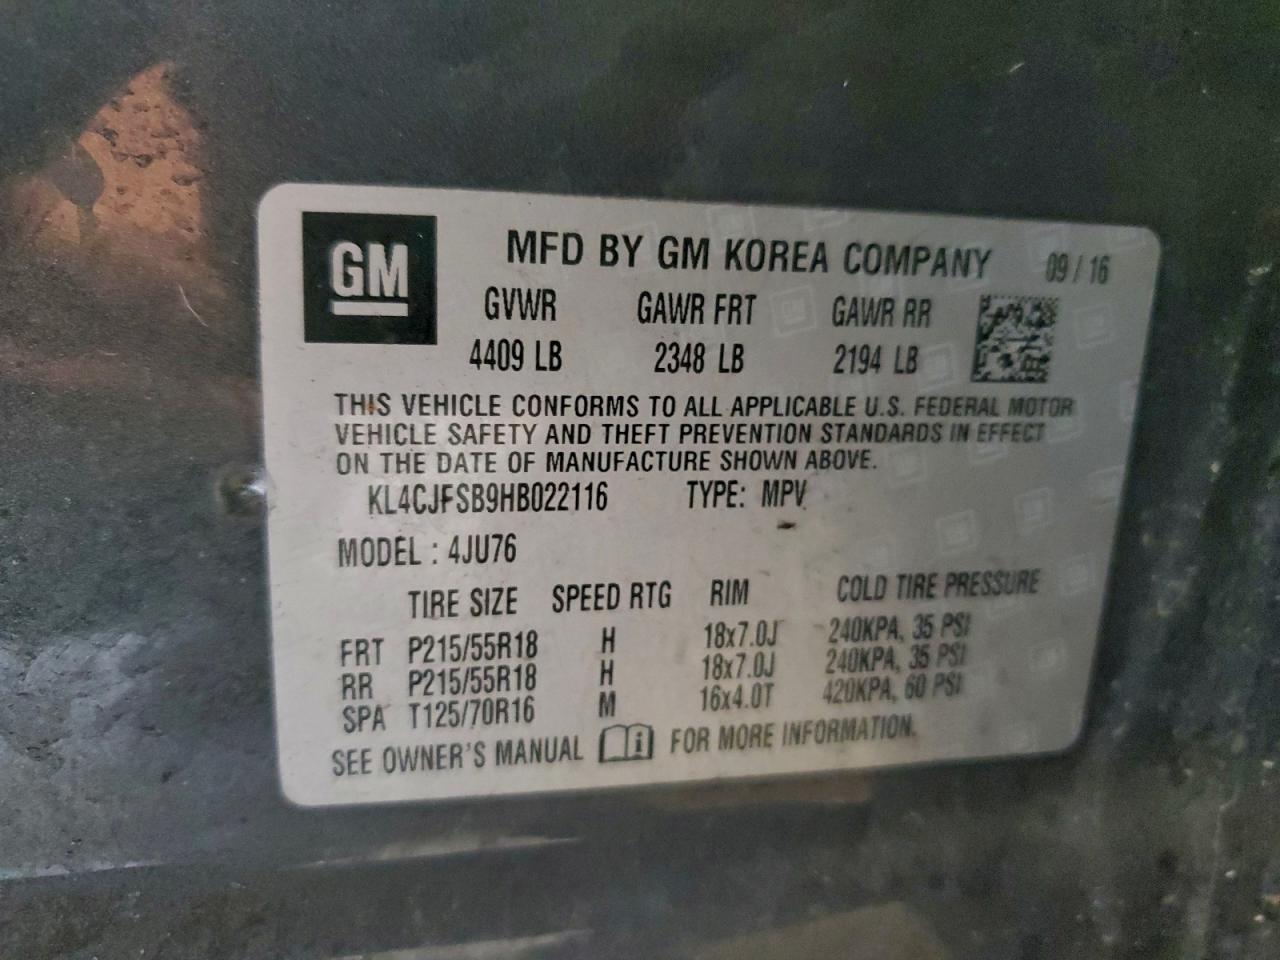 GM
MFD BY GM KOREA COMPANY 09 / 16
GVWR GAWR FRT GAWR RR
4409 LB 2348 LB 2194 LB
THIS VEHICLE CONFORMS TO ALL APPLICABLE U.S. FEDERAL MOTOR
VEHICLE SAFETY AND THEFT PREVENTION STANDARDS IN EFFECT
ON THE DATE OF MANUFACTURE SHOWN ABOVE.
KL4CJFSB9HB022116 TYPE: MPV
MODEL : 4JU76
TIRE SIZE SPEED RTG RIM COLD TIRE PRESSURE
FRT P215/55R18 H 18x7.0J 240KPA, 35 PSI
RR P215/55R18 H 18x7.0J 240KPA, 35 PSI
SPA T125/70R16 M 16x4.0T 420KPA, 60 PSI
SEE OWNER'S MANUAL FOR MORE INFORMATION.